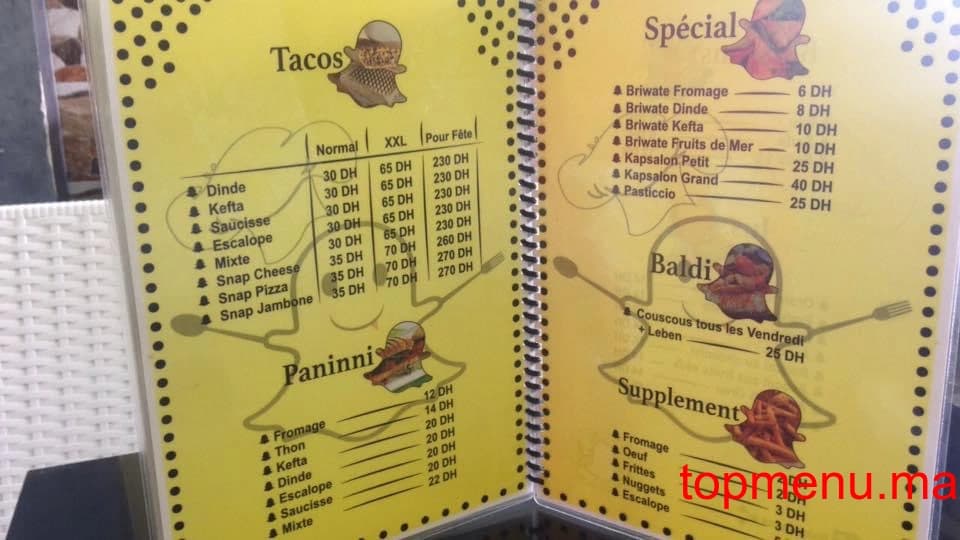 Tacos
Normal XXL Pour Fête
Dinde 30 DH 65 DH 230 DH
Kefta 30 DH 65 DH 230 DH
Saucisse 30 DH 65 DH 230 DH
Escalope 30 DH 65 DH 230 DH
Mixte 30 DH 65 DH 230 DH
Snap Cheese 35 DH 70 DH 260 DH
Snap Pizza 35 DH 70 DH 270 DH
Snap Jambone 35 DH 70 DH 270 DH
Paninni
Fromage 12 DH
Thon 14 DH
Kefta 20 DH
Dinde 20 DH
Escalope 20 DH
Saucisse 20 DH
Mixte 22 DH
Spécial
Briwate Fromage 6 DH
Briwate Dinde 8 DH
Briwate Kefta 10 DH
Briwate Fruits de Mer 10 DH
Kapsalon Petit 25 DH
Kapsalon Grand 40 DH
Pasticcio 25 DH
Baldi
Couscous tous les Vendredi
+ Leben 25 DH
Supplement
Fromage
Oeuf 2 DH
Frittes 3 DH
Nuggets 3 DH
Escalope
topmenu.ma